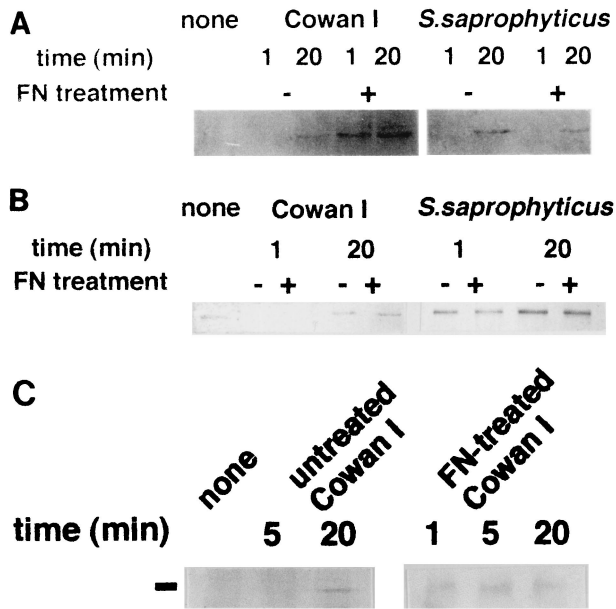 A
none Cowan I S.saprophyticus
time (min) 1 20 1 20 1 20 1 20
FN treatment - + - +
B
none Cowan I S.saprophyticus
time (min) 1 20 1 20
FN treatment - + - + - + - +
C
none untreated Cowan I FN-treated Cowan I
time (min) 5 20 1 5 20